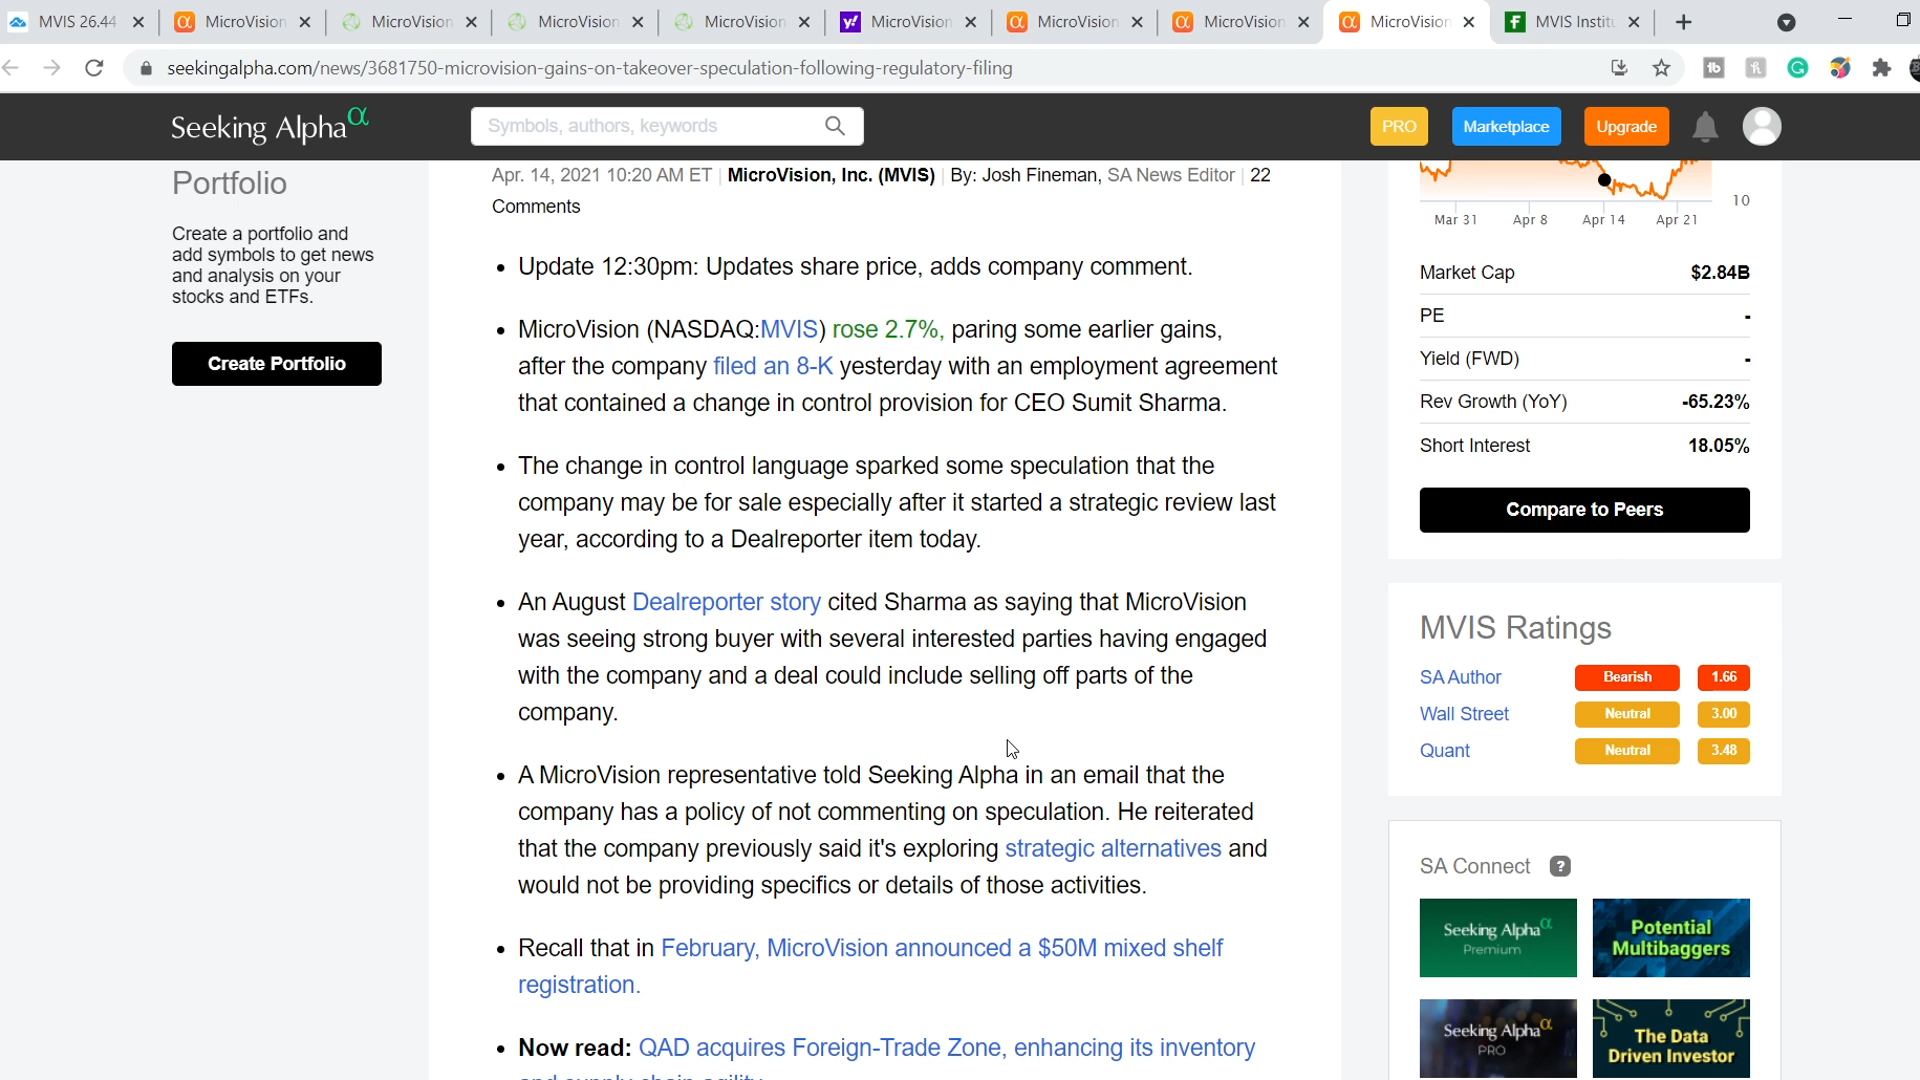 MVIS 26.44
MicroVision
MicroVision
MicroVision
MicroVision
MicroVision
MicroVision
MicroVision
MicroVision
MVIS Institu
seekingalpha.com/news/3681750-microvision-gains-on-takeover-speculation-following-regulatory-filing
Seeking Alpha α
Symbols, authors, keywords
PRO
Marketplace
Upgrade
Portfolio
Create a portfolio and
add symbols to get news
and analysis on your
stocks and ETFs.
Create Portfolio
Apr. 14, 2021 10:20 AM ET | MicroVision, Inc. (MVIS) | By: Josh Fineman, SA News Editor | 22
Comments
• Update 12:30pm: Updates share price, adds company comment.
• MicroVision (NASDAQ:MVIS) rose 2.7%, paring some earlier gains,
after the company filed an 8-K yesterday with an employment agreement
that contained a change in control provision for CEO Sumit Sharma.
• The change in control language sparked some speculation that the
company may be for sale especially after it started a strategic review last
year, according to a Dealreporter item today.
• An August Dealreporter story cited Sharma as saying that MicroVision
was seeing strong buyer with several interested parties having engaged
with the company and a deal could include selling off parts of the
company.
• A MicroVision representative told Seeking Alpha in an email that the
company has a policy of not commenting on speculation. He reiterated
that the company previously said it's exploring strategic alternatives and
would not be providing specifics or details of those activities.
• Recall that in February, MicroVision announced a $50M mixed shelf
registration.
• Now read: QAD acquires Foreign-Trade Zone, enhancing its inventory
and supply chain agility
10
Mar 31 Apr 8 Apr 14 Apr 21
Market Cap $2.84B
PE -
Yield (FWD) -
Rev Growth (YoY) -65.23%
Short Interest 18.05%
Compare to Peers
MVIS Ratings
SA Author Bearish 1.66
Wall Street Neutral 3.00
Quant Neutral 3.48
SA Connect ?
Seeking Alpha α
Premium
Potential
Multibaggers
Seeking Alpha α
PRO
The Data
Driven Investor